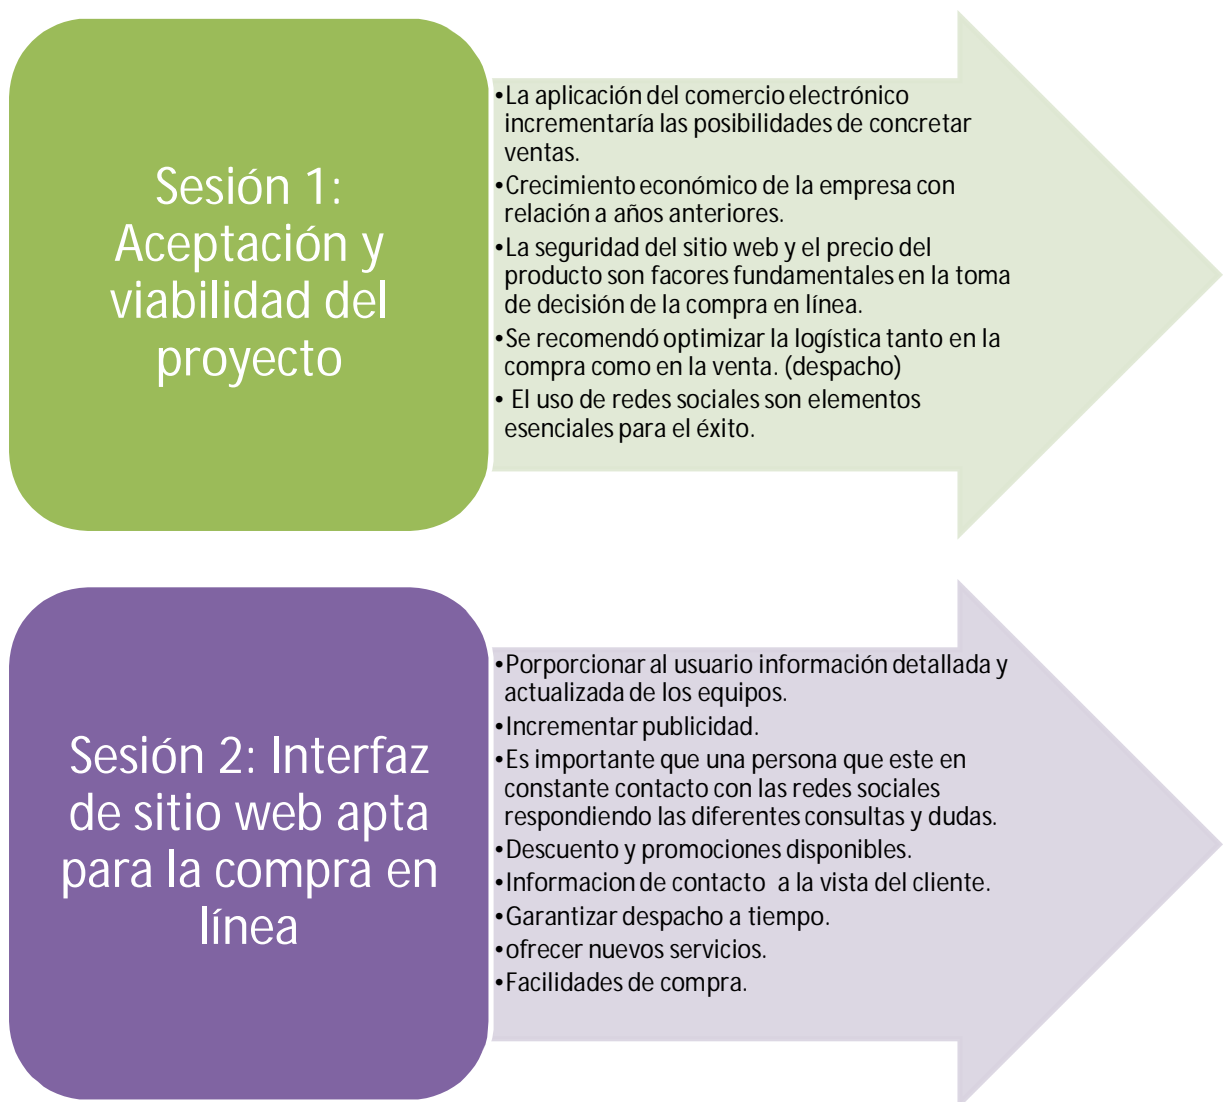 Sesión 1:
Aceptación y
viabilidad del
proyecto
•La aplicación del comercio electrónico
incrementaría las posibilidades de concretar
ventas.
•Crecimiento económico de la empresa con
relación a años anteriores.
•La seguridad del sitio web y el precio del
producto son facores fundamentales en la toma
de decisión de la compra en línea.
•Se recomendó optimizar la logística tanto en la
compra como en la venta. (despacho)
• El uso de redes sociales son elementos
esenciales para el éxito.
Sesión 2: Interfaz
de sitio web apta
para la compra en
línea
•Porporcionar al usuario información detallada y
actualizada de los equipos.
•Incrementar publicidad.
•Es importante que una persona que este en
constante contacto con las redes sociales
respondiendo las diferentes consultas y dudas.
•Descuento y promociones disponibles.
•Informacion de contacto  a la vista del cliente.
•Garantizar despacho a tiempo.
•ofrecer nuevos servicios.
•Facilidades de compra.